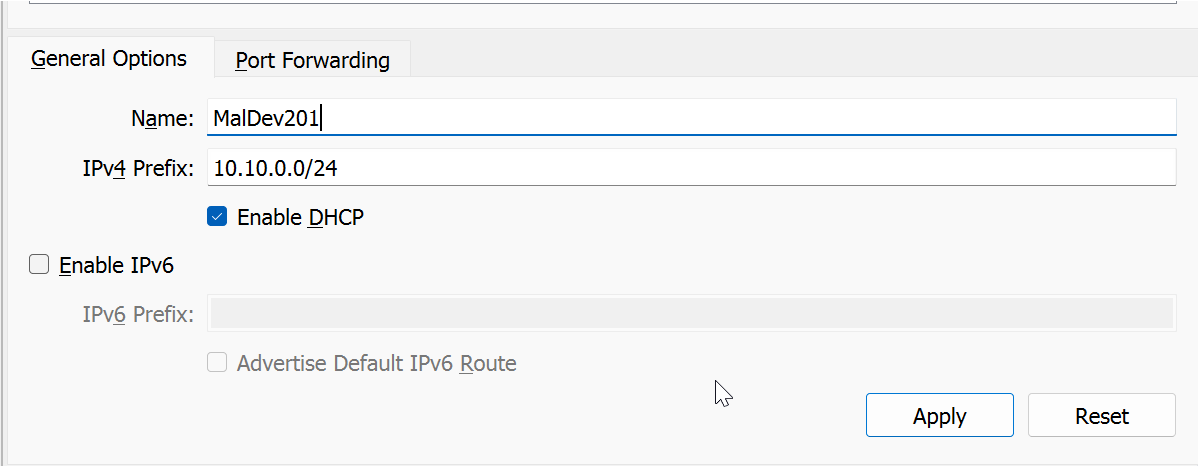 General Options
Port Forwarding
Name: MalDev201
IPv4 Prefix: 10.10.0.0/24
Enable DHCP
Enable IPv6
IPv6 Prefix:
Advertise Default IPv6 Route
Apply
Reset